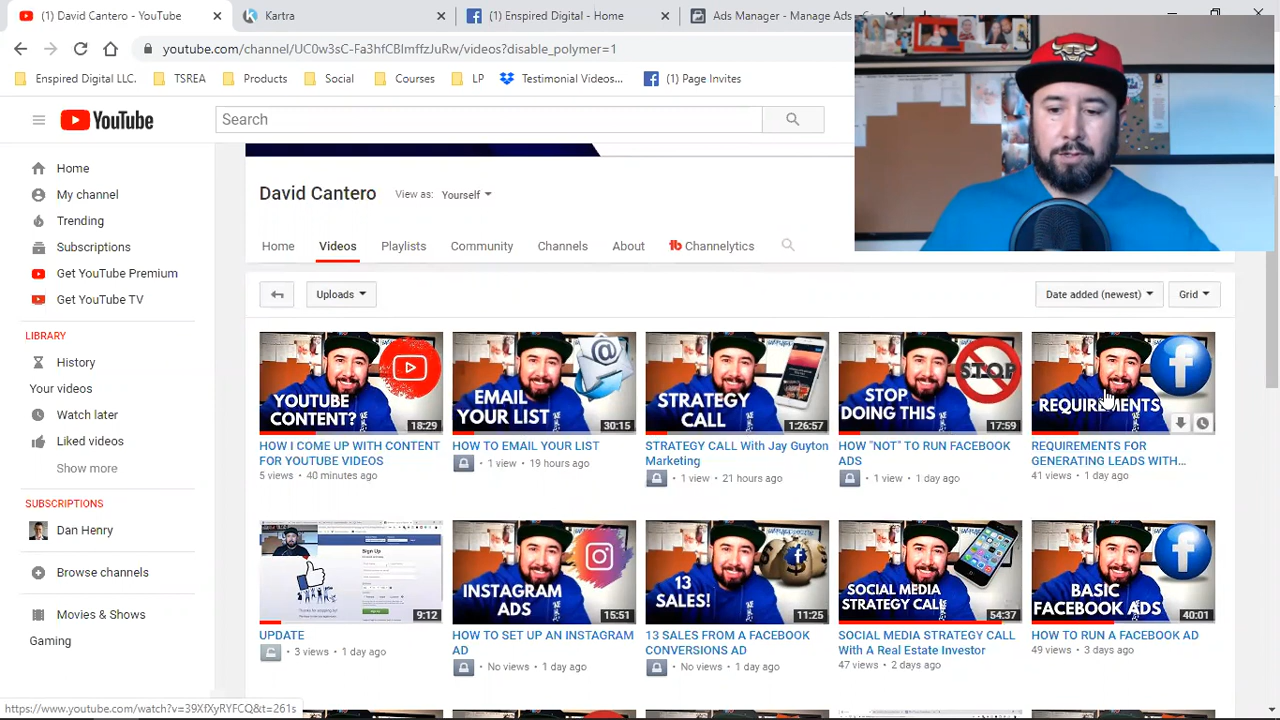 (1) David Cantero - YouTube
Kartra
(1) Enspired Digital - Home
Ads Manager - Manage Ads -
youtube.com/channel/UC0wssC-Ea3hfCBImffzJuRw/videos?disable_polymer=1
Enspired Digital LLC.
TSREA
Projects
Social
Courses
LP
Testimonial Videos...
(1) Page Invites
YouTube
Search
Home
My channel
Trending
Subscriptions
Get YouTube Premium
Get YouTube TV
LIBRARY
History
Your videos
Watch later
Liked videos
Show more
SUBSCRIPTIONS
Dan Henry
Browse channels
Movies & Shows
Gaming
David Cantero
View as: Yourself
Home
Videos
Playlists
Community
Channels
About
tb Channelytics
Uploads
Date added (newest)
Grid
YOUTUBE
CONTENT?
18:29
HOW I COME UP WITH CONTENT
FOR YOUTUBE VIDEOS
5 views • 40 minutes ago
EMAIL
YOUR LIST
30:15
HOW TO EMAIL YOUR LIST
• 1 view • 19 hours ago
STRATEGY
CALL
1:26:57
STRATEGY CALL With Jay Guyton
Marketing
• 1 view • 21 hours ago
STOP
STOP
DOING THIS
17:59
HOW "NOT" TO RUN FACEBOOK
ADS
• 1 view • 1 day ago
REQUIREMENTS
REQUIREMENTS FOR
GENERATING LEADS WITH...
41 views • 1 day ago
Sign Up
9:12
UPDATE
• 3 views • 1 day ago
INSTAGRAM
ADS
15:51
HOW TO SET UP AN INSTAGRAM
AD
• No views • 1 day ago
13
SALES!
11:25
13 SALES FROM A FACEBOOK
CONVERSIONS AD
• No views • 1 day ago
SOCIAL MEDIA
STRATEGY CALL
54:37
SOCIAL MEDIA STRATEGY CALL
With A Real Estate Investor
47 views • 2 days ago
BASIC
FACEBOOK ADS
40:01
HOW TO RUN A FACEBOOK AD
49 views • 3 days ago
https://www.youtube.com/watch?v=39XfXyRYFCQ&t=261s